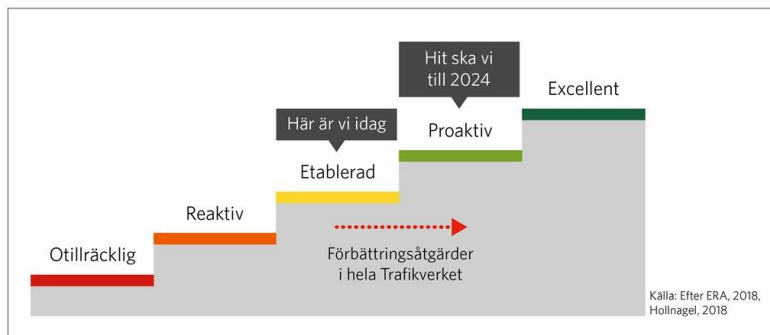 Hit ska vi
till 2024
Excellent
Här är vi idag
Proaktiv
Etablerad
Reaktiv
Otillräcklig
Förbättringsåtgärder
i hela Trafikverket
Källa: Efter ERA, 2018,
Hollnagel, 2018